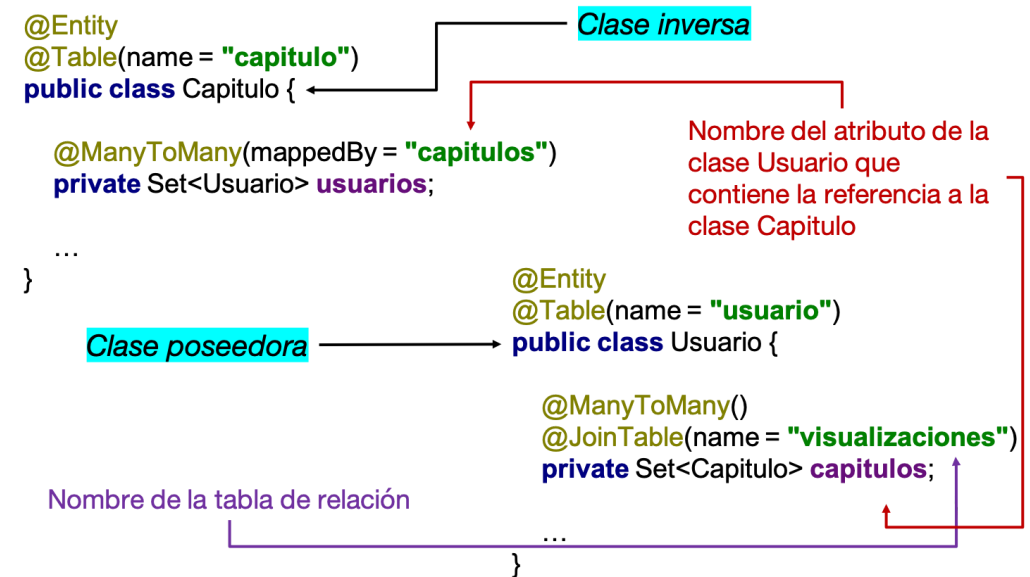 @Entity
@Table(name = "capitulo")
public class Capitulo {
Clase inversa
@ManyToMany(mappedBy = "capitulos")
private Set<Usuario> usuarios;
...
}
Nombre del atributo de la
clase Usuario que
contiene la referencia a la
clase Capitulo
Clase poseedora
@Entity
@Table(name = "usuario")
public class Usuario {
@ManyToMany()
@JoinTable(name = "visualizaciones")
private Set<Capitulo> capitulos;
...
}
Nombre de la tabla de relación